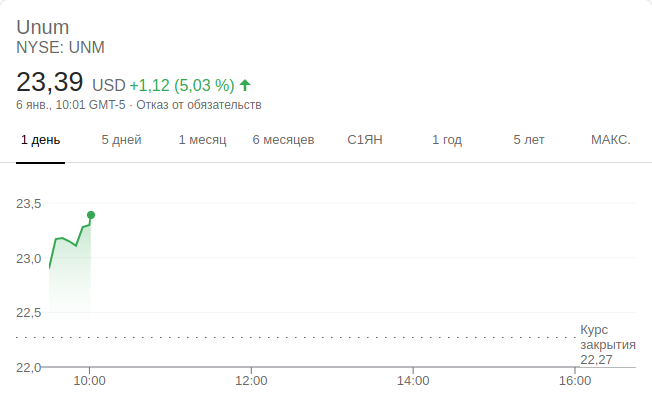 Unum
NYSE: UNM
23,39 USD +1,12 (5,03 %)
6 янв., 10:01 GMT-5 · Отказ от обязательств
1 день 5 дней 1 месяц 6 месяцев С1ЯН 1 год 5 лет МАКС.
23,5
23,0
22,5
22,0
Курс
закрытия
22,27
10:00 12:00 14:00 16:00